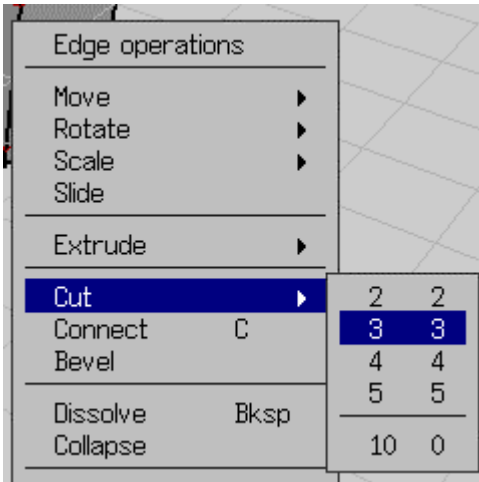 Edge operations
Move
Rotate
Scale
Slide
Extrude
Cut
Connect C
Bevel
Dissolve Bksp
Collapse
2 2
3 3
4 4
5 5
10 0